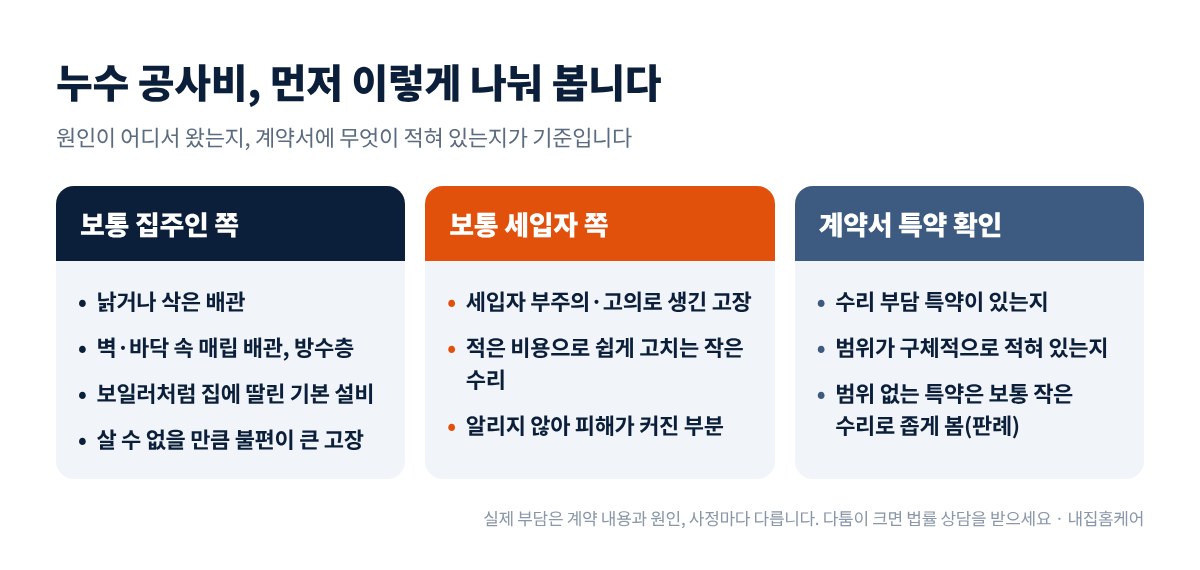 누수 공사비, 먼저 이렇게 나눠 봅니다
원인이 어디서 왔는지, 계약서에 무엇이 적혀 있는지가 기준입니다
보통 집주인 쪽
• 낡거나 삭은 배관
• 벽·바닥 속 매립 배관, 방수층
• 보일러처럼 집에 딸린 기본 설비
• 살 수 없을 만큼 불편이 큰 고장
보통 세입자 쪽
• 세입자 부주의·고의로 생긴 고장
• 적은 비용으로 쉽게 고치는 작은
수리
• 알리지 않아 피해가 커진 부분
계약서 특약 확인
• 수리 부담 특약이 있는지
• 범위가 구체적으로 적혀 있는지
• 범위 없는 특약은 보통 작은
수리로 좁게 봄(판례)
실제 부담은 계약 내용과 원인, 사정마다 다릅니다. 다툼이 크면 법률 상담을 받으세요 · 내집홈케어